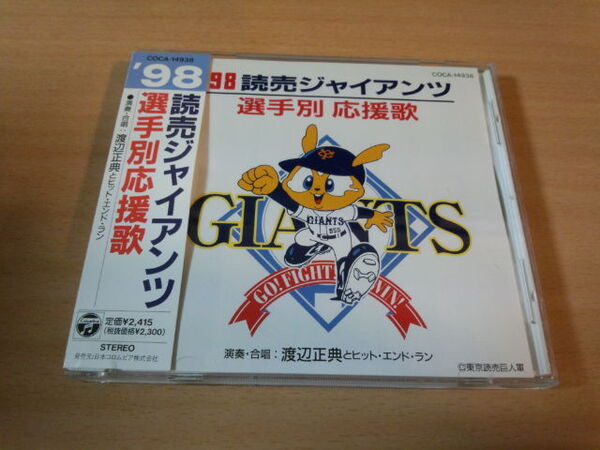 COCA-14938
'98
読売ジャイアンツ
選手別応援歌
●演奏・合唱:渡辺正典とヒット・エンド・ラン
Columbia
定価¥2,415
(税抜価格¥2,300)
STEREO
発売元/日本コロムビア株式会社
COCA-14938
'98 読売ジャイアンツ
選手別 応援歌
GIANTS
GIANTS
555
GO! FIGHT! WIN!
演奏・合唱:渡辺正典とヒット・エンド・ラン
©東京読売巨人軍